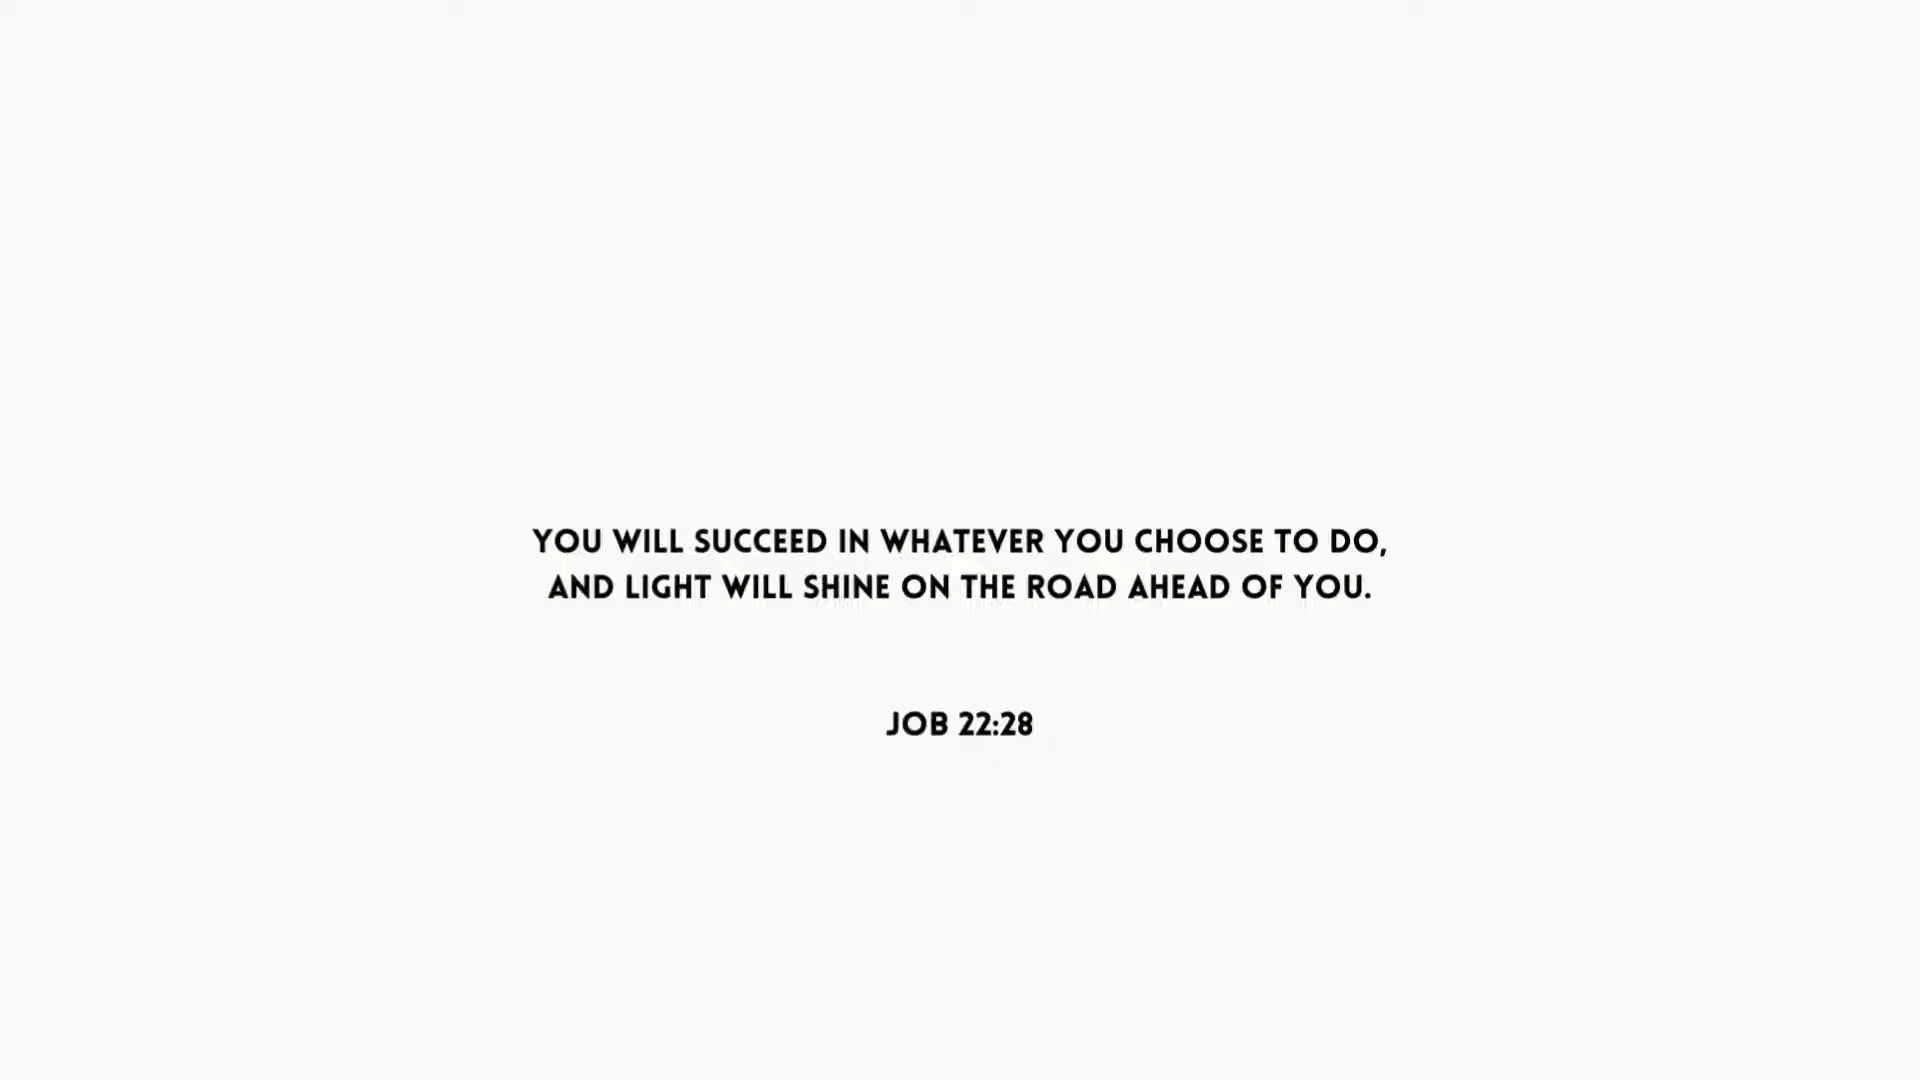 YOU WILL SUCCEED IN WHATEVER YOU CHOOSE TO DO,
AND LIGHT WILL SHINE ON THE ROAD AHEAD OF YOU.
JOB 22:28